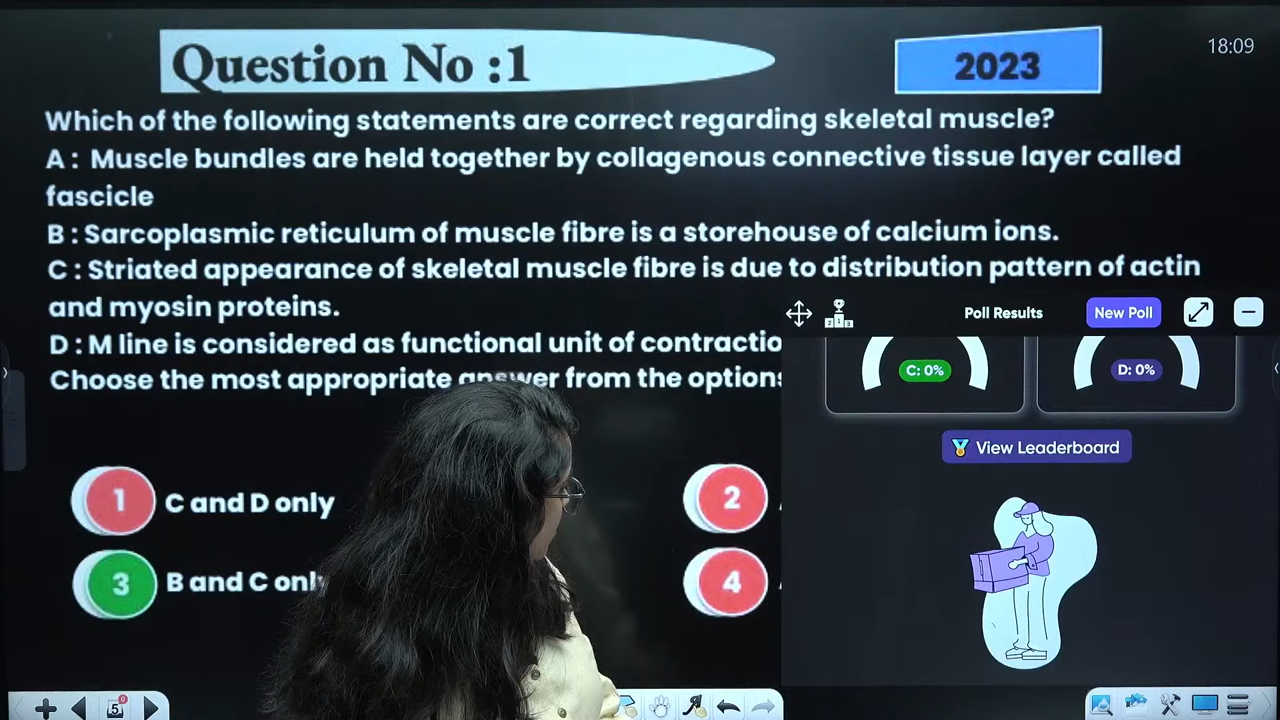 Question No :1
2023
18:09
Which of the following statements are correct regarding skeletal muscle?
A : Muscle bundles are held together by collagenous connective tissue layer called
fascicle
B : Sarcoplasmic reticulum of muscle fibre is a storehouse of calcium ions.
C : Striated appearance of skeletal muscle fibre is due to distribution pattern of actin
and myosin proteins.
D : M line is considered as functional unit of contractio
Choose the most appropriate answer from the options
Poll Results
New Poll
C: 0%
D: 0%
View Leaderboard
1 C and D only
2
3 B and C only
4
5